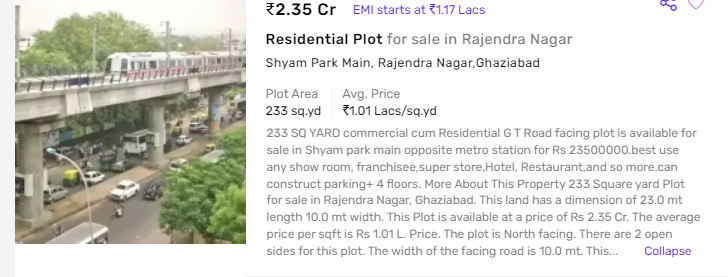 ₹2.35 Cr EMI starts at ₹1.17 Lacs
Residential Plot for sale in Rajendra Nagar
Shyam Park Main, Rajendra Nagar,Ghaziabad
Plot Area Avg. Price
233 sq.yd ₹1.01 Lacs/sq.yd
233 SQ YARD commercial cum Residential G T Road facing plot is available for
sale in Shyam park main opposite metro station for Rs 23500000.best use
any show room, franchisee,super store,Hotel, Restaurant,and so more.can
construct parking+ 4 floors. More About This Property 233 Square yard Plot
for sale in Rajendra Nagar, Ghaziabad. This land has a dimension of 23.0 mt
length 10.0 mt width. This Plot is available at a price of Rs 2.35 Cr. The average
price per sqft is Rs 1.01 L. Price. The plot is North facing. There are 2 open
sides for this plot. The width of the facing road is 10.0 mt. This... Collapse